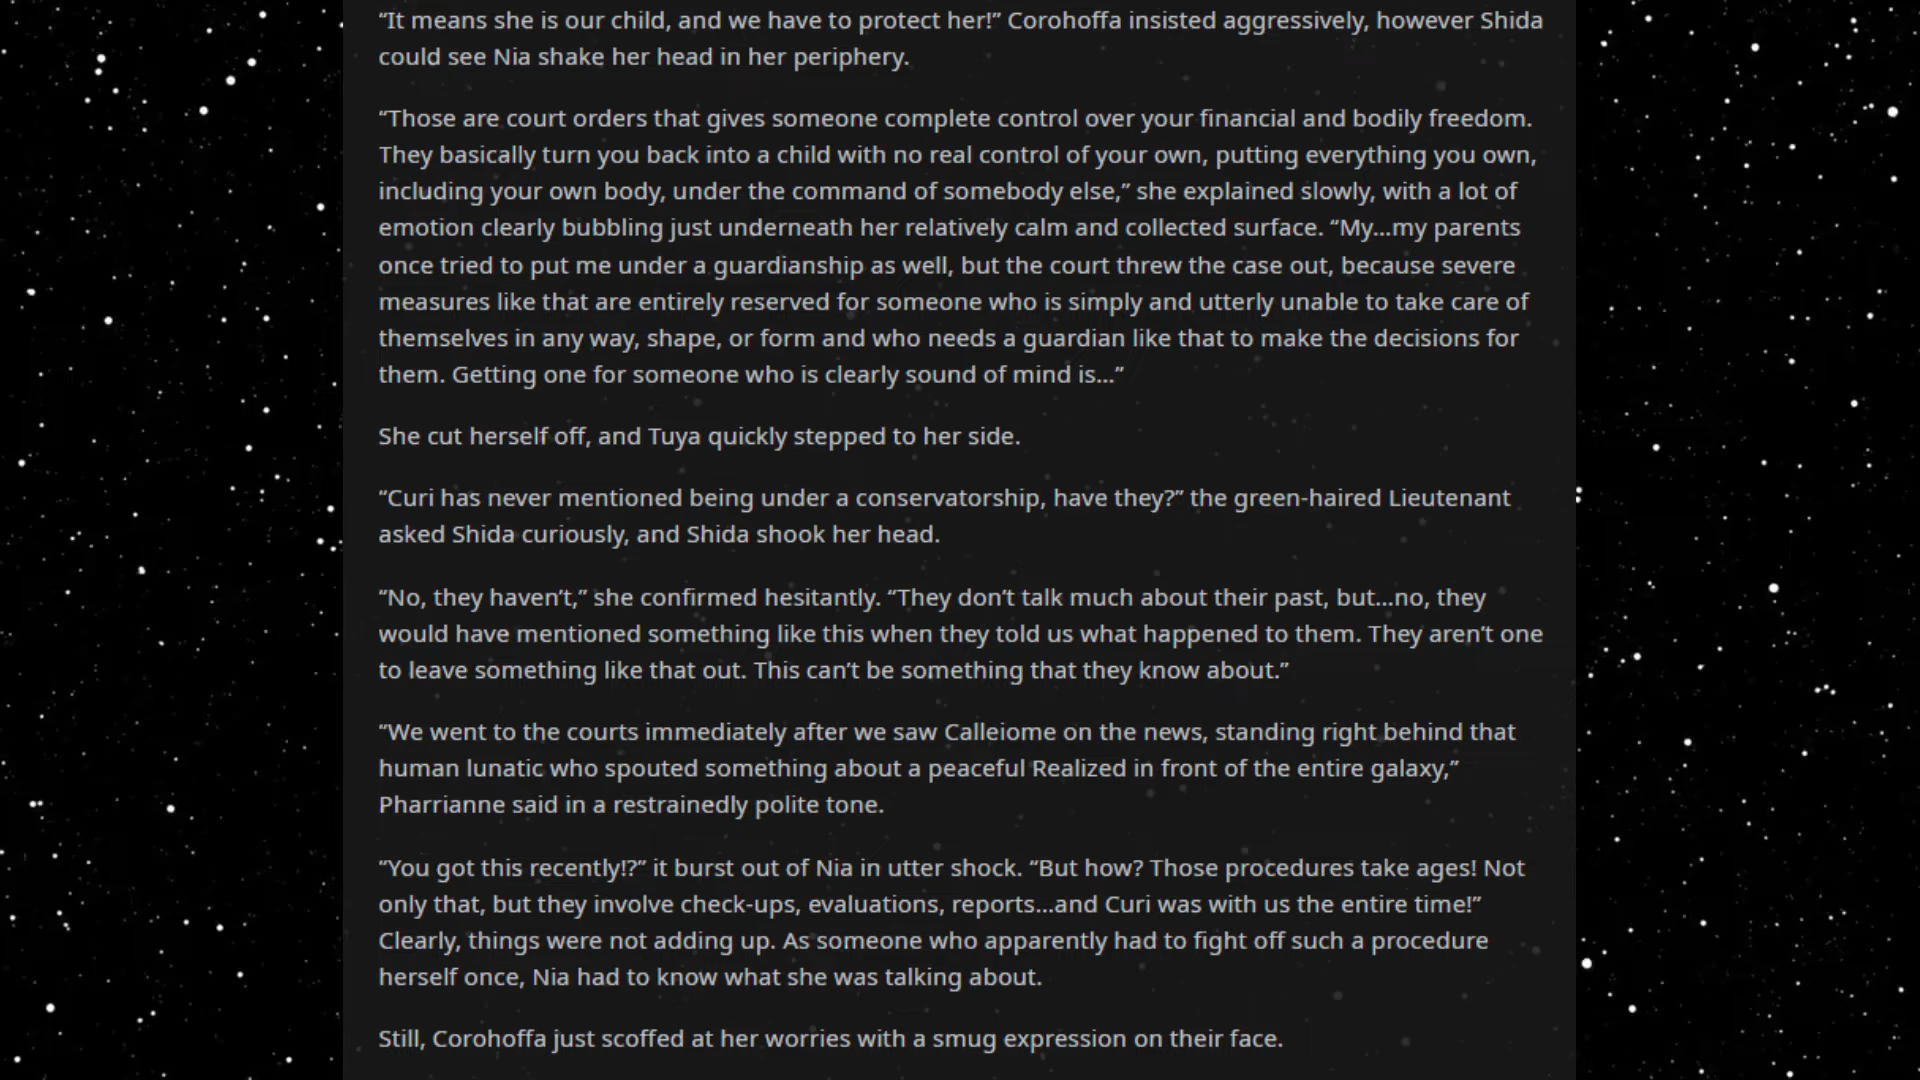 “It means she is our child, and we have to protect her!” Corohoffa insisted aggressively, however Shida
could see Nia shake her head in her periphery.
“Those are court orders that gives someone complete control over your financial and bodily freedom.
They basically turn you back into a child with no real control of your own, putting everything you own,
including your own body, under the command of somebody else,” she explained slowly, with a lot of
emotion clearly bubbling just underneath her relatively calm and collected surface. “My…my parents
once tried to put me under a guardianship as well, but the court threw the case out, because severe
measures like that are entirely reserved for someone who is simply and utterly unable to take care of
themselves in any way, shape, or form and who needs a guardian like that to make the decisions for
them. Getting one for someone who is clearly sound of mind is…”
She cut herself off, and Tuya quickly stepped to her side.
“Curi has never mentioned being under a conservatorship, have they?” the green-haired Lieutenant
asked Shida curiously, and Shida shook her head.
“No, they haven’t,” she confirmed hesitantly. “They don’t talk much about their past, but…no, they
would have mentioned something like this when they told us what happened to them. They aren’t one
to leave something like that out. This can’t be something that they know about.”
“We went to the courts immediately after we saw Calleiome on the news, standing right behind that
human lunatic who spouted something about a peaceful Realized in front of the entire galaxy,”
Pharrianne said in a restrainedly polite tone.
“You got this recently!?” it burst out of Nia in utter shock. “But how? Those procedures take ages! Not
only that, but they involve check-ups, evaluations, reports…and Curi was with us the entire time!”
Clearly, things were not adding up. As someone who apparently had to fight off such a procedure
herself once, Nia had to know what she was talking about.
Still, Corohoffa just scoffed at her worries with a smug expression on their face.